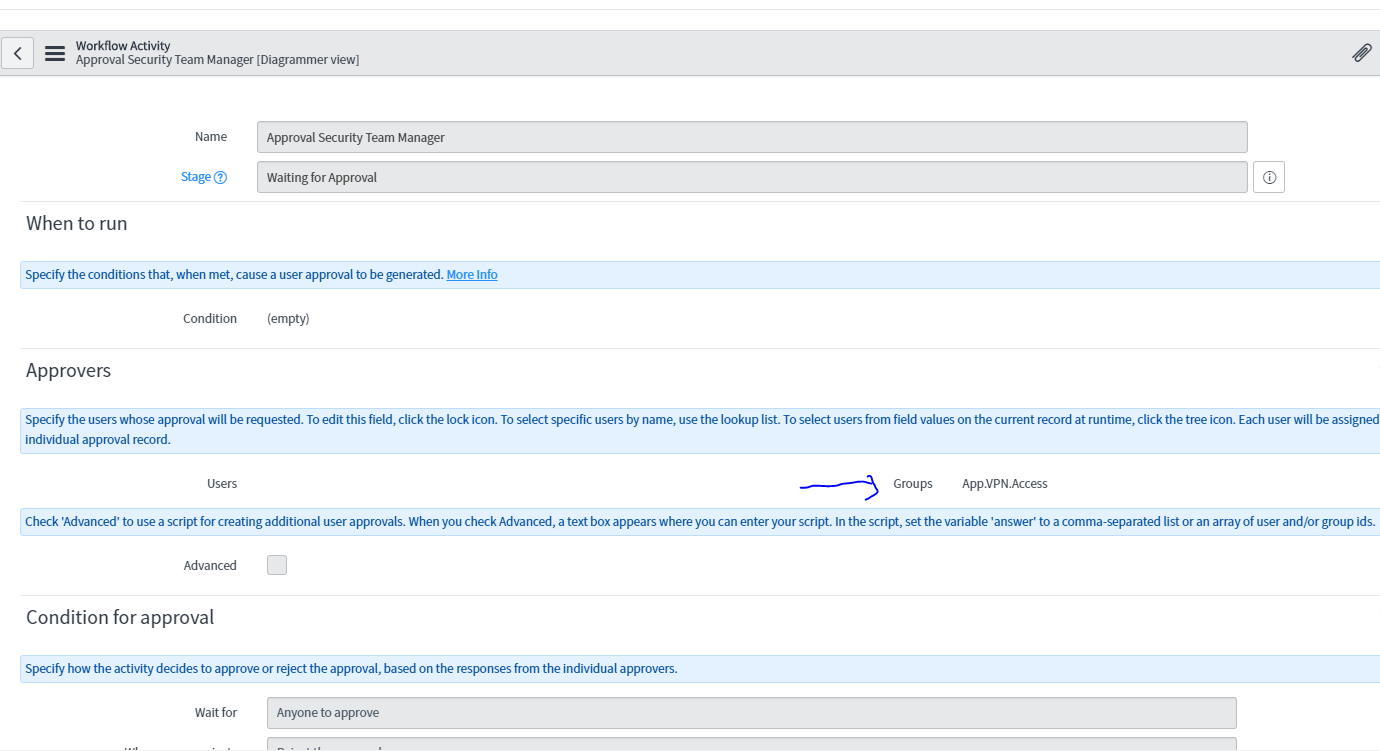 Workflow Activity
Approval Security Team Manager [Diagrammer view]
Name Approval Security Team Manager
Stage Waiting for Approval
When to run
Specify the conditions that, when met, cause a user approval to be generated. More Info
Condition (empty)
Approvers
Specify the users whose approval will be requested. To edit this field, click the lock icon. To select specific users by name, use the lookup list. To select users from field values on the current record at runtime, click the tree icon. Each user will be assigned
individual approval record.
Users Groups App.VPN.Access
Check 'Advanced' to use a script for creating additional user approvals. When you check Advanced, a text box appears where you can enter your script. In the script, set the variable 'answer' to a comma-separated list or an array of user and/or group ids.
Advanced
Condition for approval
Specify how the activity decides to approve or reject the approval, based on the responses from the individual approvers.
Wait for Anyone to approve